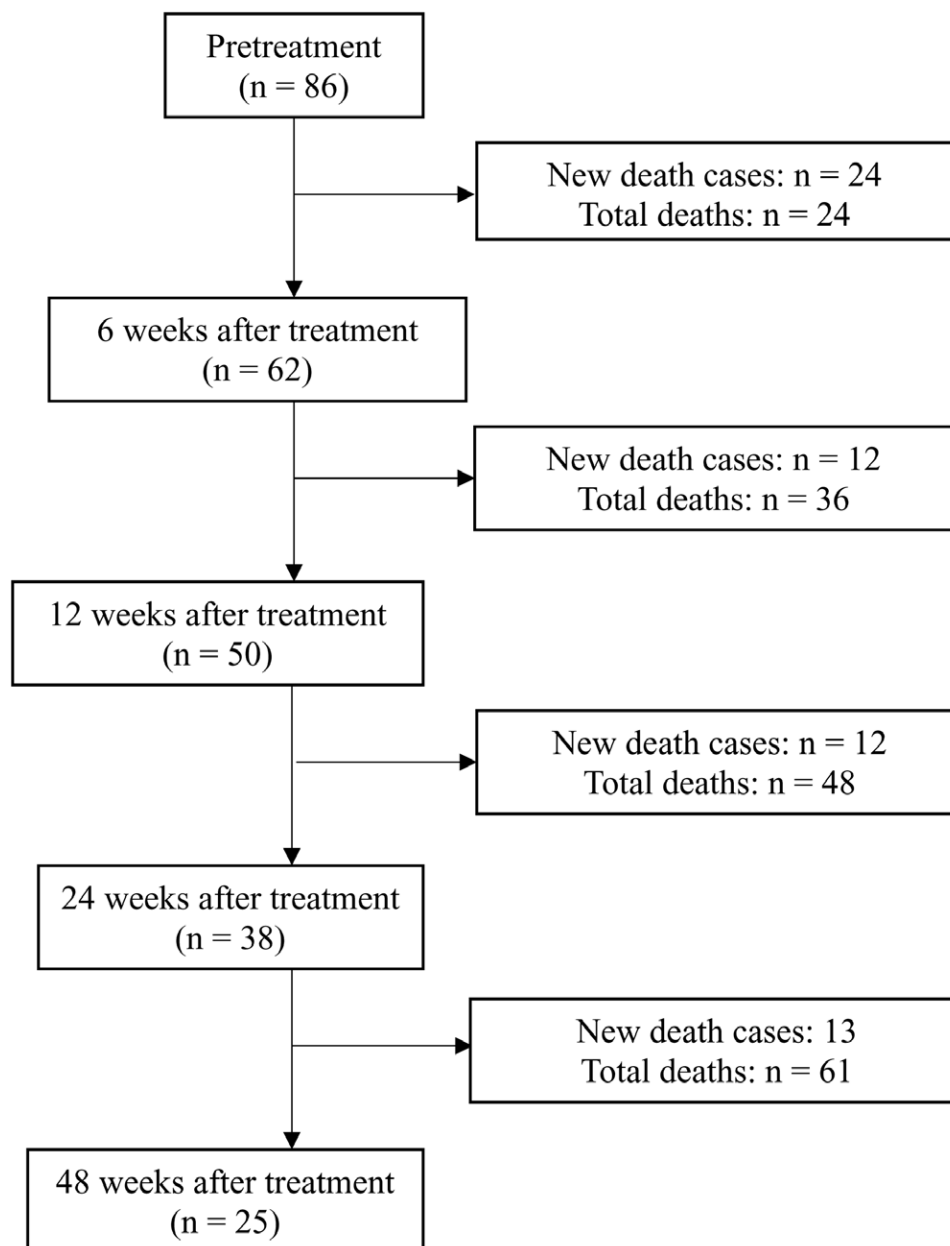 Pretreatment
(n = 86)
New death cases: n = 24
Total deaths: n = 24
6 weeks after treatment
(n = 62)
New death cases: n = 12
Total deaths: n = 36
12 weeks after treatment
(n = 50)
New death cases: n = 12
Total deaths: n = 48
24 weeks after treatment
(n = 38)
New death cases: 13
Total deaths: n = 61
48 weeks after treatment
(n = 25)